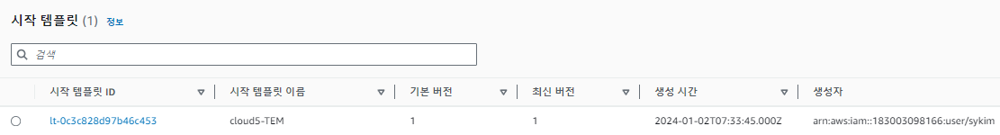 시작 템플릿 (1) 정보
검색
시작 템플릿 ID 시작 템플릿 이름 기본 버전 최신 버전 생성 시간 생성자
lt-0c3c828d97b46c453 cloud5-TEM 1 1 2024-01-02T07:33:45.000Z arn:aws:iam::183003098166:user/sykim